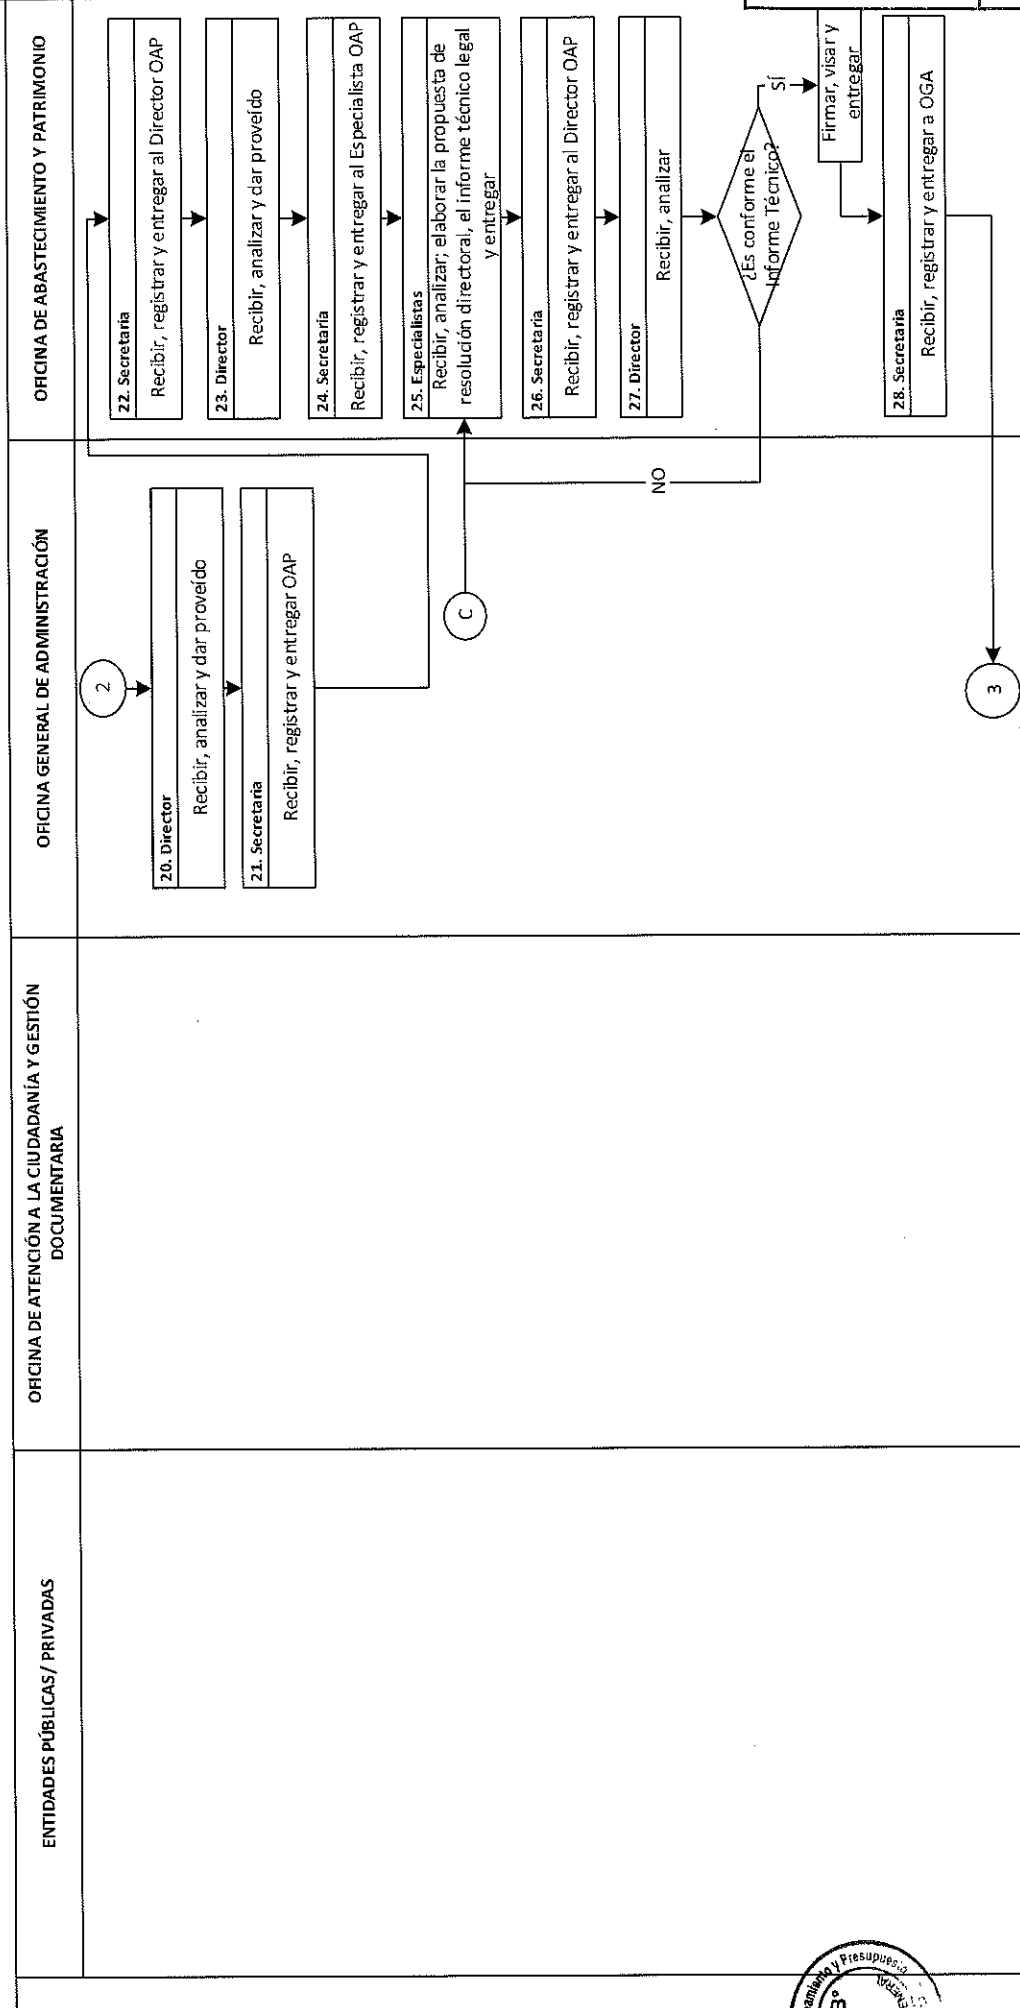 ENTIDADES PÚBLICAS/ PRIVADAS
OFICINA DE ATENCIÓN A LA CIUDADANÍA Y GESTIÓN
DOCUMENTARIA
OFICINA GENERAL DE ADMINISTRACIÓN
OFICINA DE ABASTECIMIENTO Y PATRIMONIO
2
20. Director
Recibir, analizar y dar proveído
21. Secretaria
Recibir, registrar y entregar OAP
22. Secretaria
Recibir, registrar y entregar al Director OAP
23. Director
Recibir, analizar y dar proveído
24. Secretaria
Recibir, registrar y entregar al Especialista OAP
C
25. Especialistas
Recibir, analizar; elaborar la propuesta de
resolución directoral, el informe técnico legal
y entregar
26. Secretaria
Recibir, registrar y entregar al Director OAP
27. Director
Recibir, analizar
NO
¿Es conforme el
Informe Técnico?
SÍ
Firmar, visar y
entregar
28. Secretaria
Recibir, registrar y entregar a OGA
3
y Presupuesto